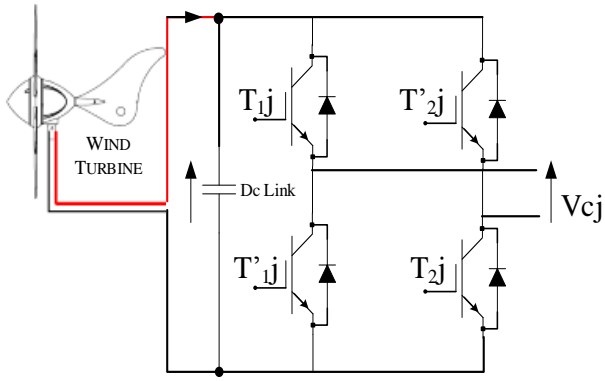 WIND
TURBINE
Dc Link
T1j
T'2j
T'1j
T2j
Vcj